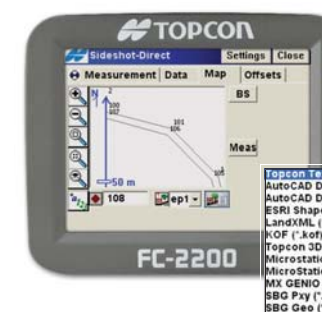 TOPCON
Sideshot-Direct Settings Close
Measurement Data Map Offsets
N 2
BS
100
107
101
106
Meas
50 m
108 ep1
FC-2200
Topcon Te
AutoCAD D
AutoCAD D
ESRI Shape
LandXML (
KOF (*.kof)
Topcon 3D
Microstatio
MicroStatio
MX GENIO
SBG Pxy (*.
SBG Geo (*